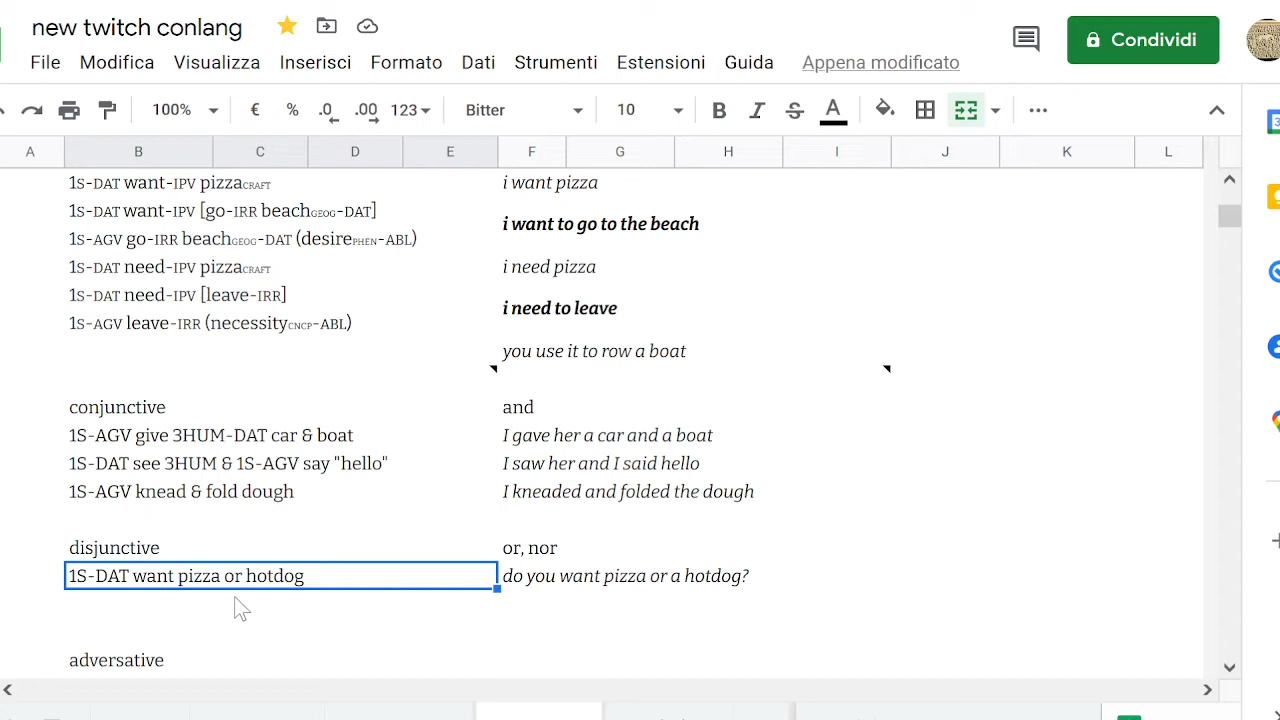 new twitch conlang
Condividi
File Modifica Visualizza Inserisci Formato Dati Strumenti Estensioni Guida Appena modificato
100% € % .0 .00 123 Bitter 10 B I S A
A B C D E F G H I J K L
1S-DAT want-IPV pizzaCRAFT i want pizza
1S-DAT want-IPV [go-IRR beachGEOG-DAT]
i want to go to the beach
1S-AGV go-IRR beachGEOG-DAT (desirePHEN-ABL)
1S-DAT need-IPV pizzaCRAFT i need pizza
1S-DAT need-IPV [leave-IRR]
i need to leave
1S-AGV leave-IRR (necessityCNCP-ABL)
you use it to row a boat
conjunctive and
1S-AGV give 3HUM-DAT car & boat I gave her a car and a boat
1S-DAT see 3HUM & 1S-AGV say "hello" I saw her and I said hello
1S-AGV knead & fold dough I kneaded and folded the dough
disjunctive or, nor
1S-DAT want pizza or hotdog do you want pizza or a hotdog?
adversative